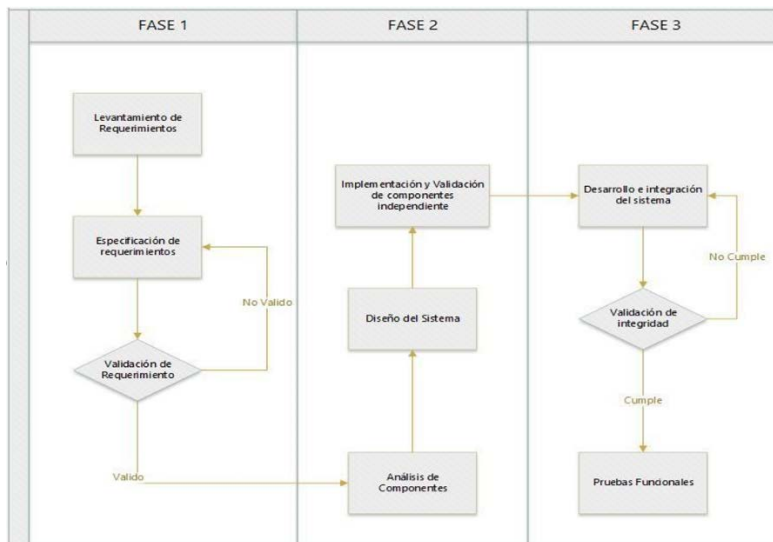 FASE 1
FASE 2
FASE 3
Levantamiento de
Requerimientos
Especificación de
requerimientos
No Valido
Validación de
Requerimiento
Valido
Implementación y Validación
de componentes
independiente
Diseño del Sistema
Análisis de
Componentes
Desarrollo e integración
del sistema
No Cumple
Validación de
integridad
Cumple
Pruebas Funcionales